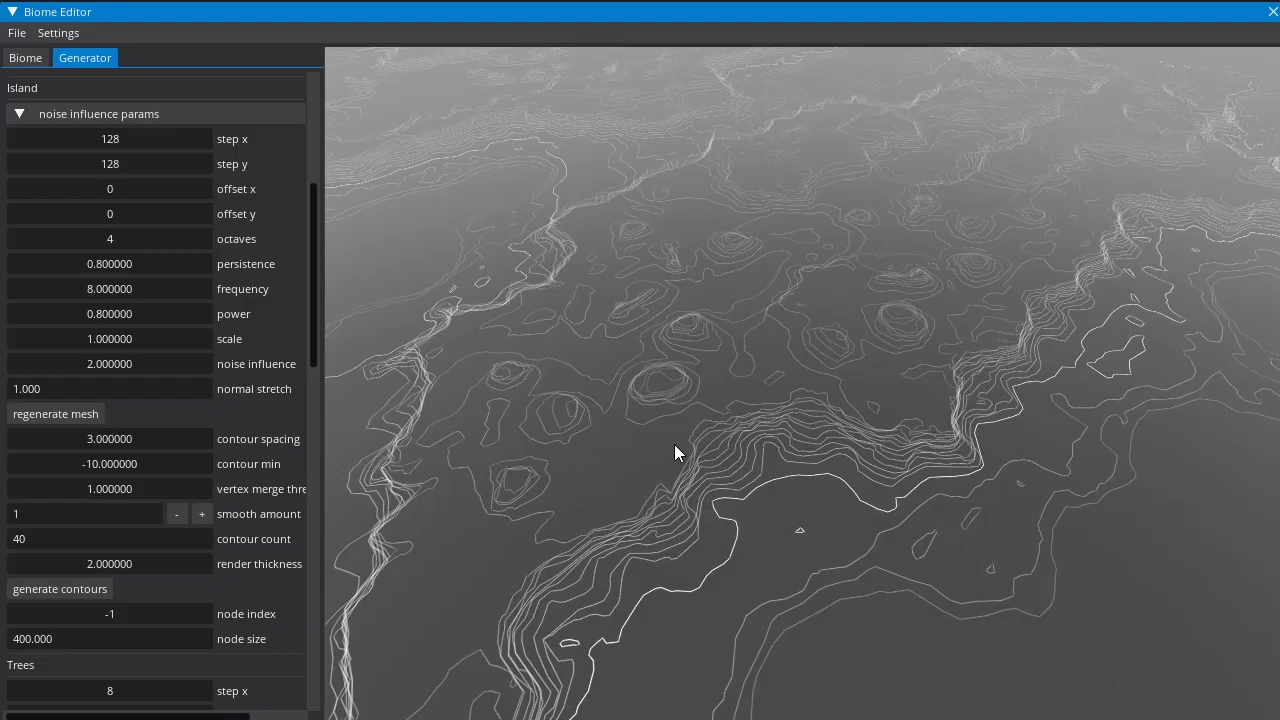 Biome Editor
File Settings
Biome Generator
Island
noise influence params
128 step x
128 step y
0 offset x
0 offset y
4 octaves
0.800000 persistence
8.000000 frequency
0.800000 power
1.000000 scale
2.000000 noise influence
1.000 normal stretch
regenerate mesh
3.000000 contour spacing
-10.000000 contour min
1.000000 vertex merge thre
1 - + smooth amount
40 contour count
2.000000 render thickness
generate contours
-1 node index
400.000 node size
Trees
8 step x